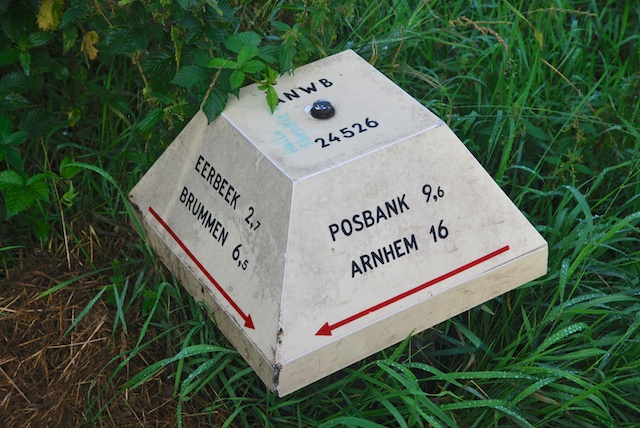 ANWB
24526
EERBEEK 2,7
BRUMMEN 6,5
POSBANK 9,6
ARNHEM 16